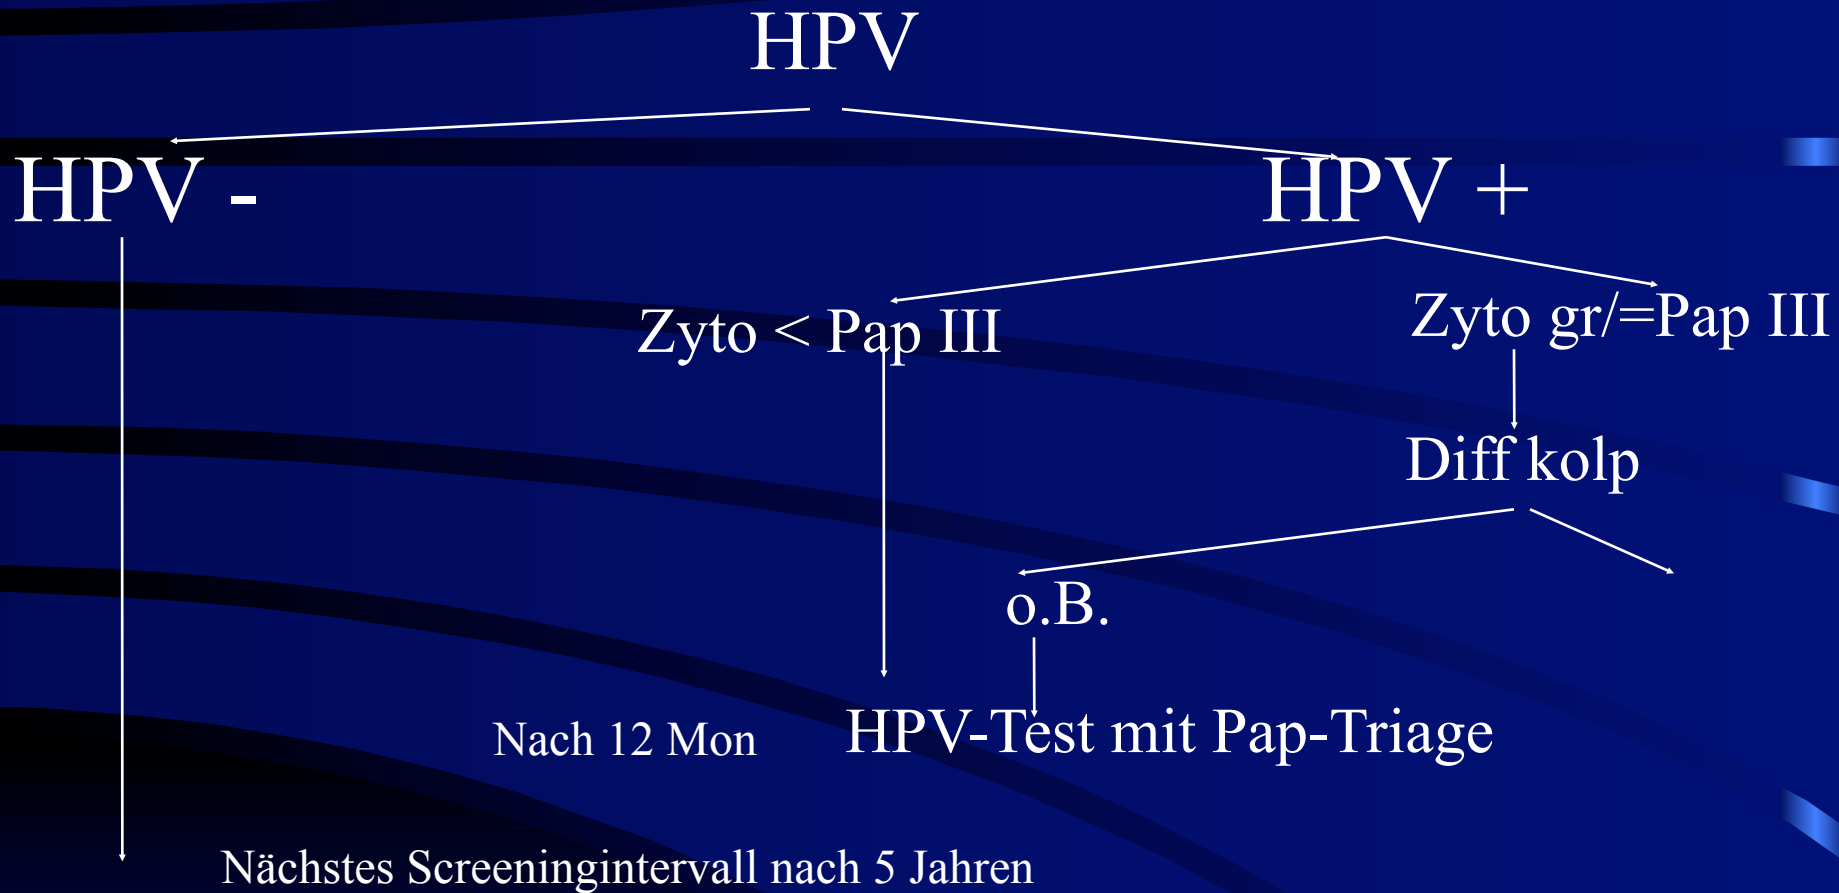 HPV
HPV -
HPV +
Zyto < Pap III
Zyto gr/=Pap III
Diff kolp
o.B.
Nach 12 Mon
HPV-Test mit Pap-Triage
Nächstes Screeningintervall nach 5 Jahren